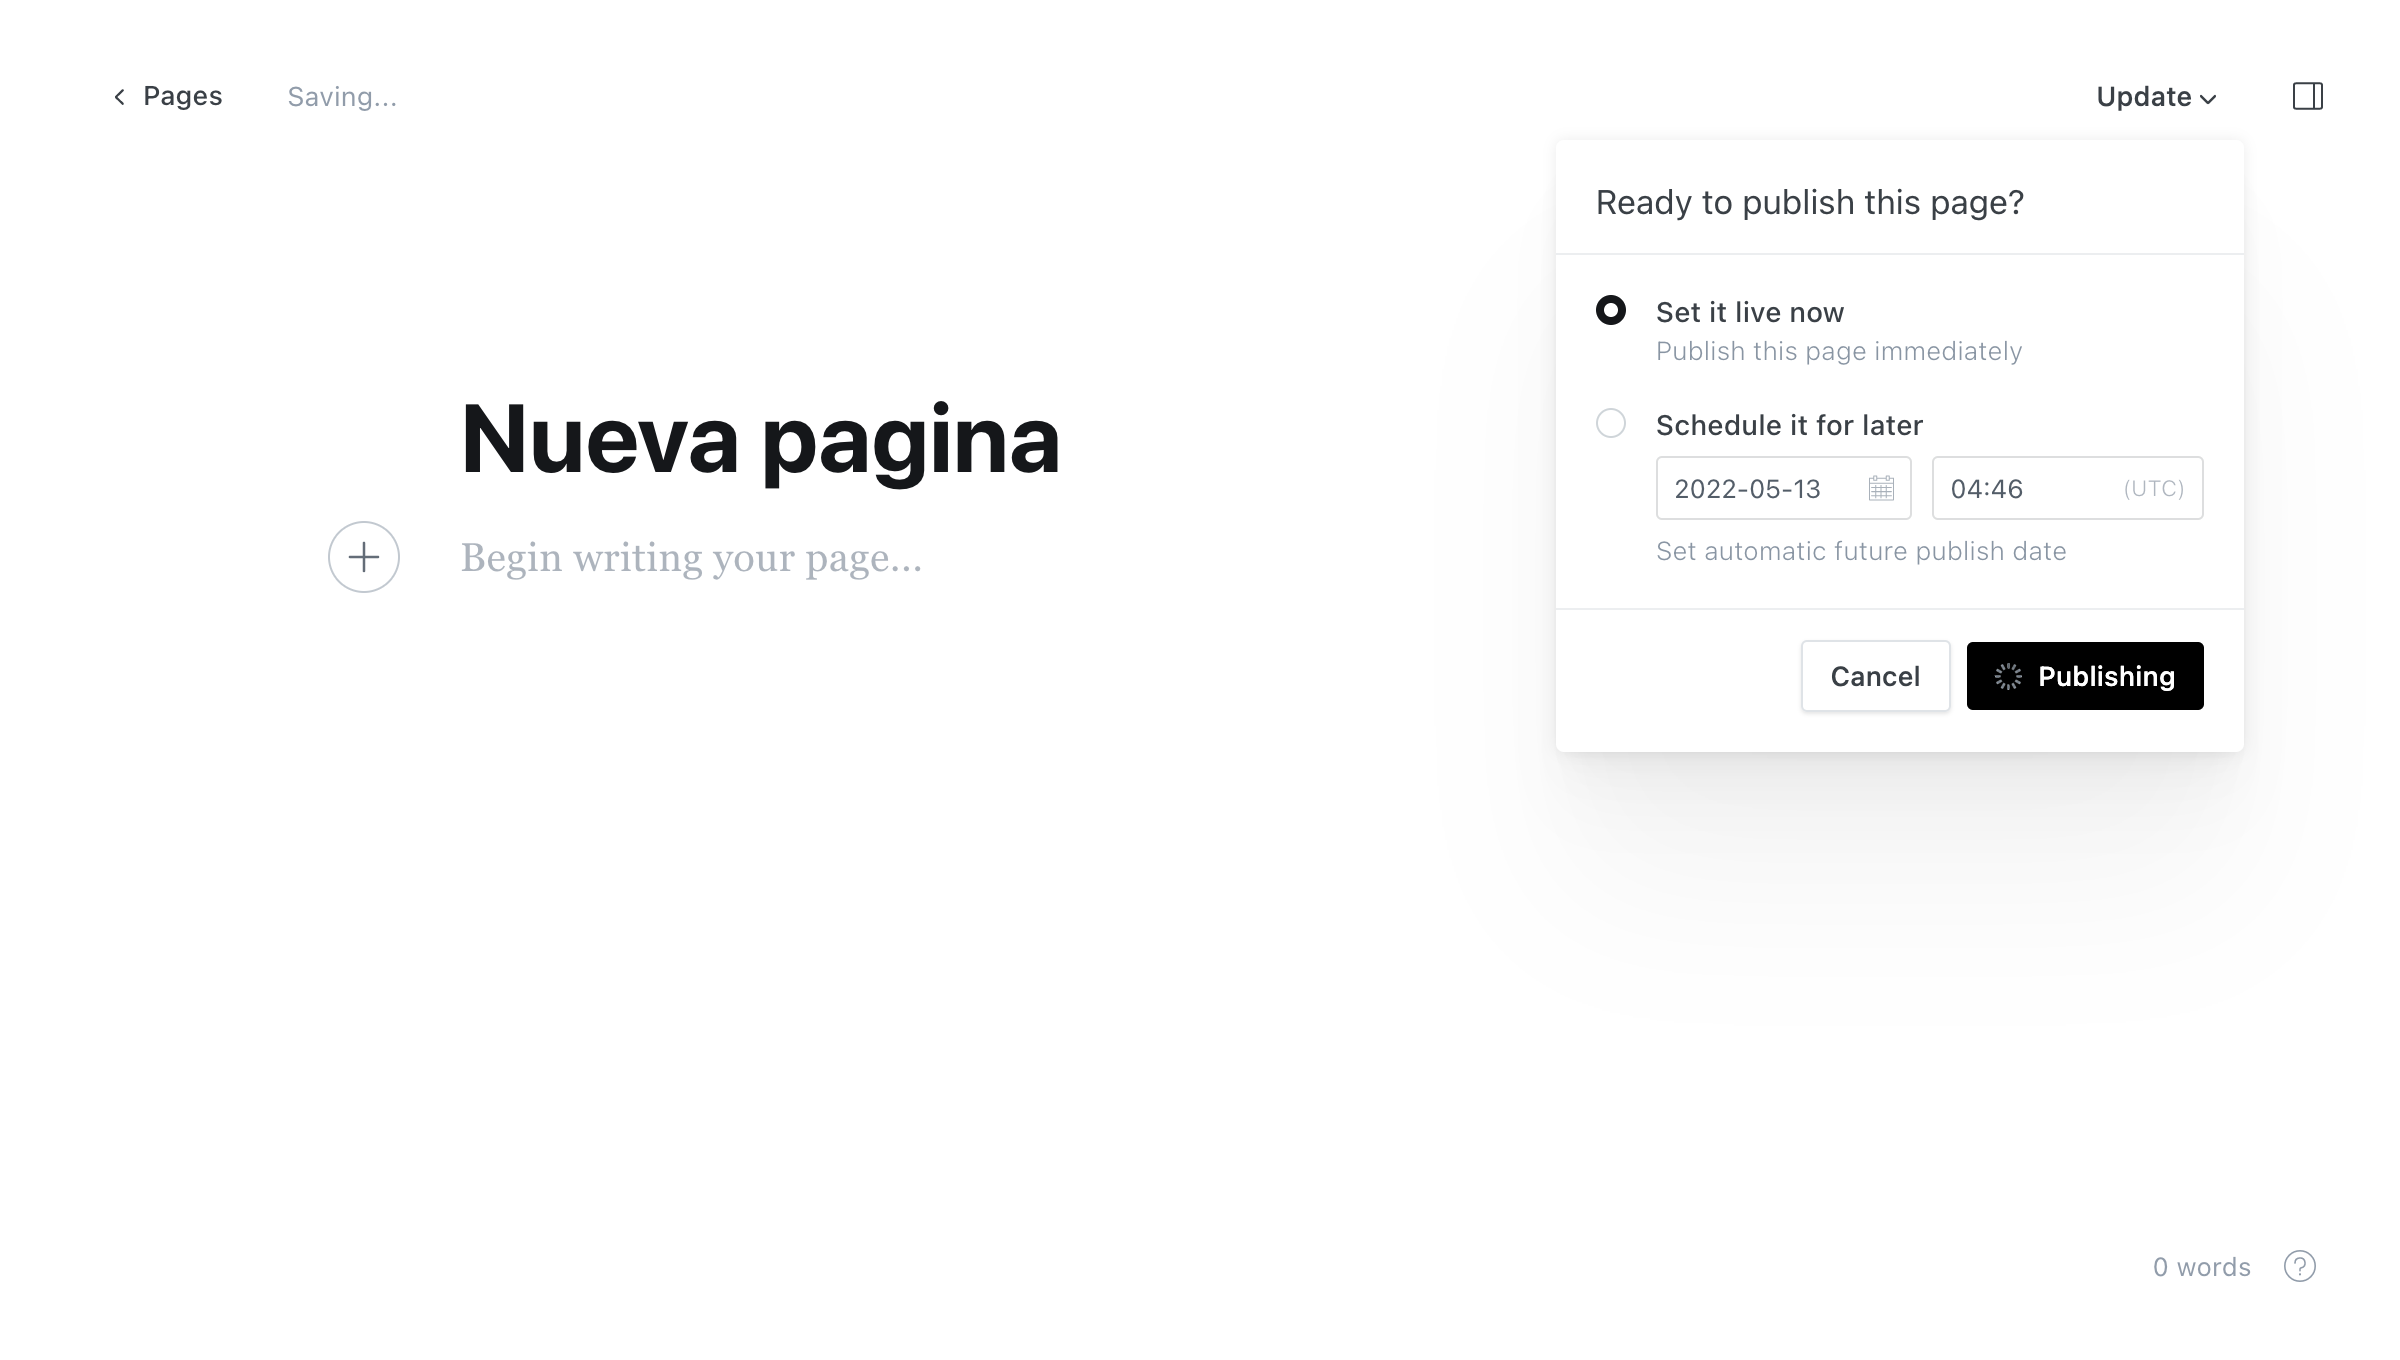 Pages
Saving...
Update
Ready to publish this page?
Set it live now
Publish this page immediately
Schedule it for later
2022-05-13
04:46 (UTC)
Set automatic future publish date
Cancel
Publishing
Nueva pagina
Begin writing your page...
0 words
?